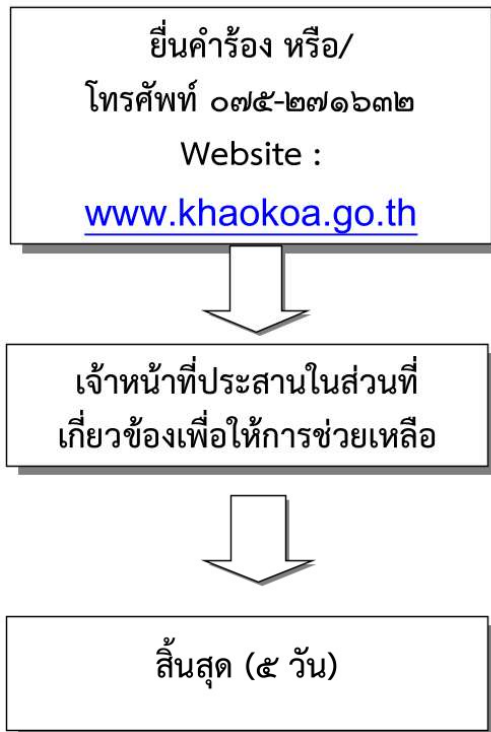 ยื่นคำร้อง หรือ/
โทรศัพท์ ๐๗๕-๒๗๑๖๓๒
Website :
www.khaokoa.go.th
เจ้าหน้าที่ประสานในส่วนที่
เกี่ยวข้องเพื่อให้การช่วยเหลือ
สิ้นสุด (๕ วัน)